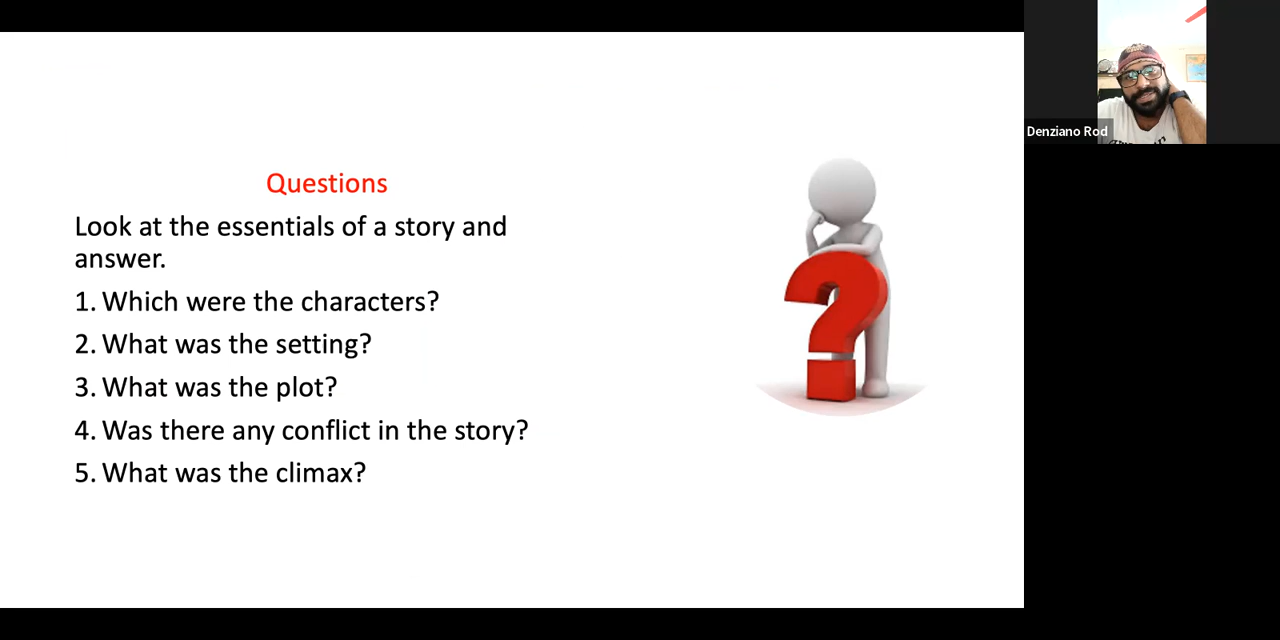 Questions
Look at the essentials of a story and
answer.
1. Which were the characters?
2. What was the setting?
3. What was the plot?
4. Was there any conflict in the story?
5. What was the climax?
Denziano Rod